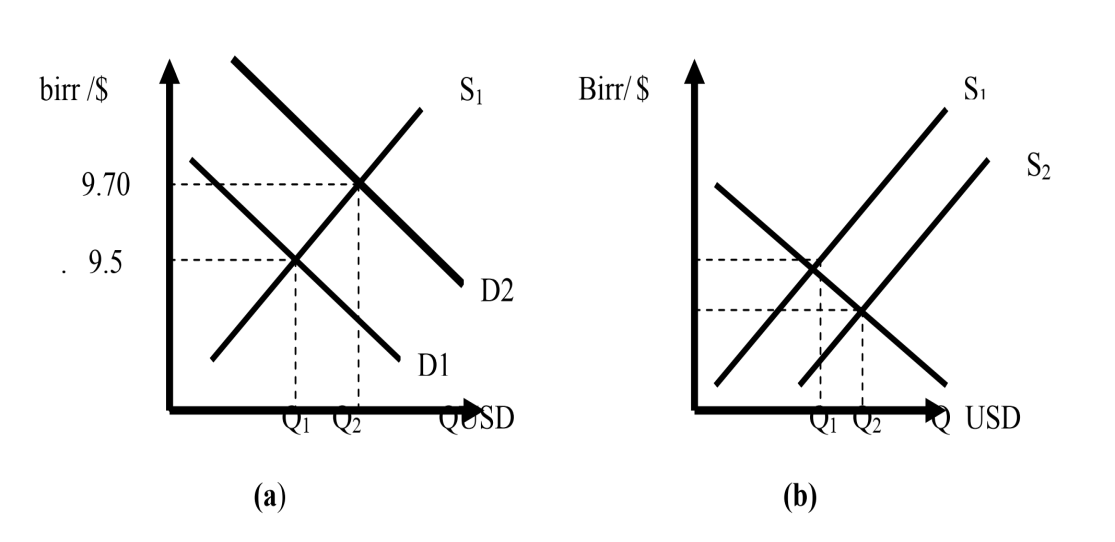 birr /$
S₁
9.70
. 9.5
D2
D1
Q₁ Q₂ QUSD
(a)
Birr/ $
S₁
S₂
Q₁ Q₂ Q USD
(b)